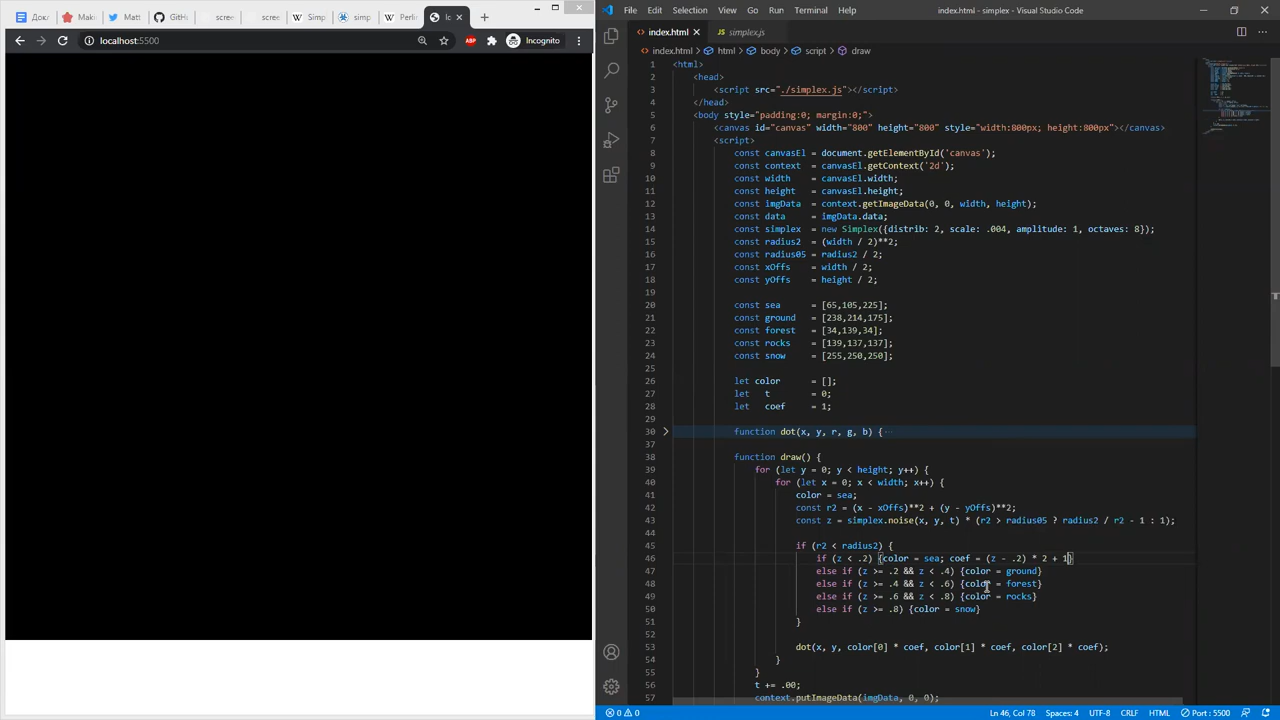 Дока
Makin
Matt
GitHu
scree
scree
Simp
simp
Perlin
lo
localhost:5500
ABP
Incognito
File Edit Selection View Go Run Terminal Help
index.html - simplex - Visual Studio Code
index.html
simplex.js
index.html > html > body > script > draw
1 <html>
2 <head>
3 <script src="./simplex.js"></script>
4 </head>
5 <body style="padding:0; margin:0;">
6 <canvas id="canvas" width="800" height="800" style="width:800px; height:800px"></canvas>
7 <script>
8 const canvasEl = document.getElementById('canvas');
9 const context = canvasEl.getContext('2d');
10 const width = canvasEl.width;
11 const height = canvasEl.height;
12 const imgData = context.getImageData(0, 0, width, height);
13 const data = imgData.data;
14 const simplex = new Simplex({distrib: 2, scale: .004, amplitude: 1, octaves: 8});
15 const radius2 = (width / 2)**2;
16 const radius05 = radius2 / 2;
17 const xOffs = width / 2;
18 const yOffs = height / 2;
19
20 const sea = [65,105,225];
21 const ground = [238,214,175];
22 const forest = [34,139,34];
23 const rocks = [139,137,137];
24 const snow = [255,250,250];
25
26 let color = [];
27 let t = 0;
28 let coef = 1;
29
30 function dot(x, y, r, g, b) {
37
38 function draw() {
39 for (let y = 0; y < height; y++) {
40 for (let x = 0; x < width; x++) {
41 color = sea;
42 const r2 = (x - xOffs)**2 + (y - yOffs)**2;
43 const z = simplex.noise(x, y, t) * (r2 > radius05 ? radius2 / r2 - 1 : 1);
44
45 if (r2 < radius2) {
46 if (z < .2) {color = sea; coef = (z - .2) * 2 + 1}
47 else if (z >= .2 && z < .4) {color = ground}
48 else if (z >= .4 && z < .6) {color = forest}
49 else if (z >= .6 && z < .8) {color = rocks}
50 else if (z >= .8) {color = snow}
51 }
52
53 dot(x, y, color[0] * coef, color[1] * coef, color[2] * coef);
54 }
55 }
56 t += .00;
57 context.putImageData(imgData, 0, 0);
0 0 Ln 46, Col 78 Spaces: 4 UTF-8 CRLF HTML Port : 5500